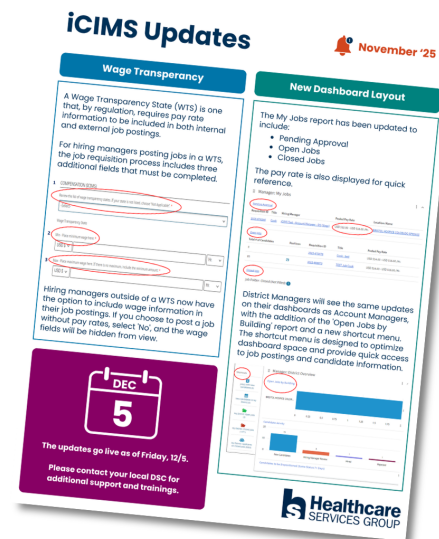 iCIMS Updates
November '25
Wage Transperancy
A Wage Transparency State (WTS) is one
that, by regulation, requires pay rate
information to be included in both internal
and external job postings.
For hiring managers posting jobs in a WTS,
the job requisition process includes three
additional fields that must be completed.
1
2
3
Hiring managers outside of a WTS now have
the option to include wage information in
their job postings. If you choose to post a job
without pay rates, select 'No', and the wage
fields will be hidden from view.
DEC
5
The updates go live as of Friday, 12/5.
Please contact your local DSC for
additional support and trainings.
New Dashboard Layout
The My Jobs report has been updated to
include:
• Pending Approval
• Open Jobs
• Closed Jobs
The pay rate is also displayed for quick
reference.
District Managers will see the same updates
on their dashboards as Account Managers,
with the addition of the 'Open Jobs by
Building' report and a new shortcut menu.
The shortcut menu is designed to optimize
dashboard space and provide quick access
to job postings and candidate information.
Healthcare
SERVICES GROUP